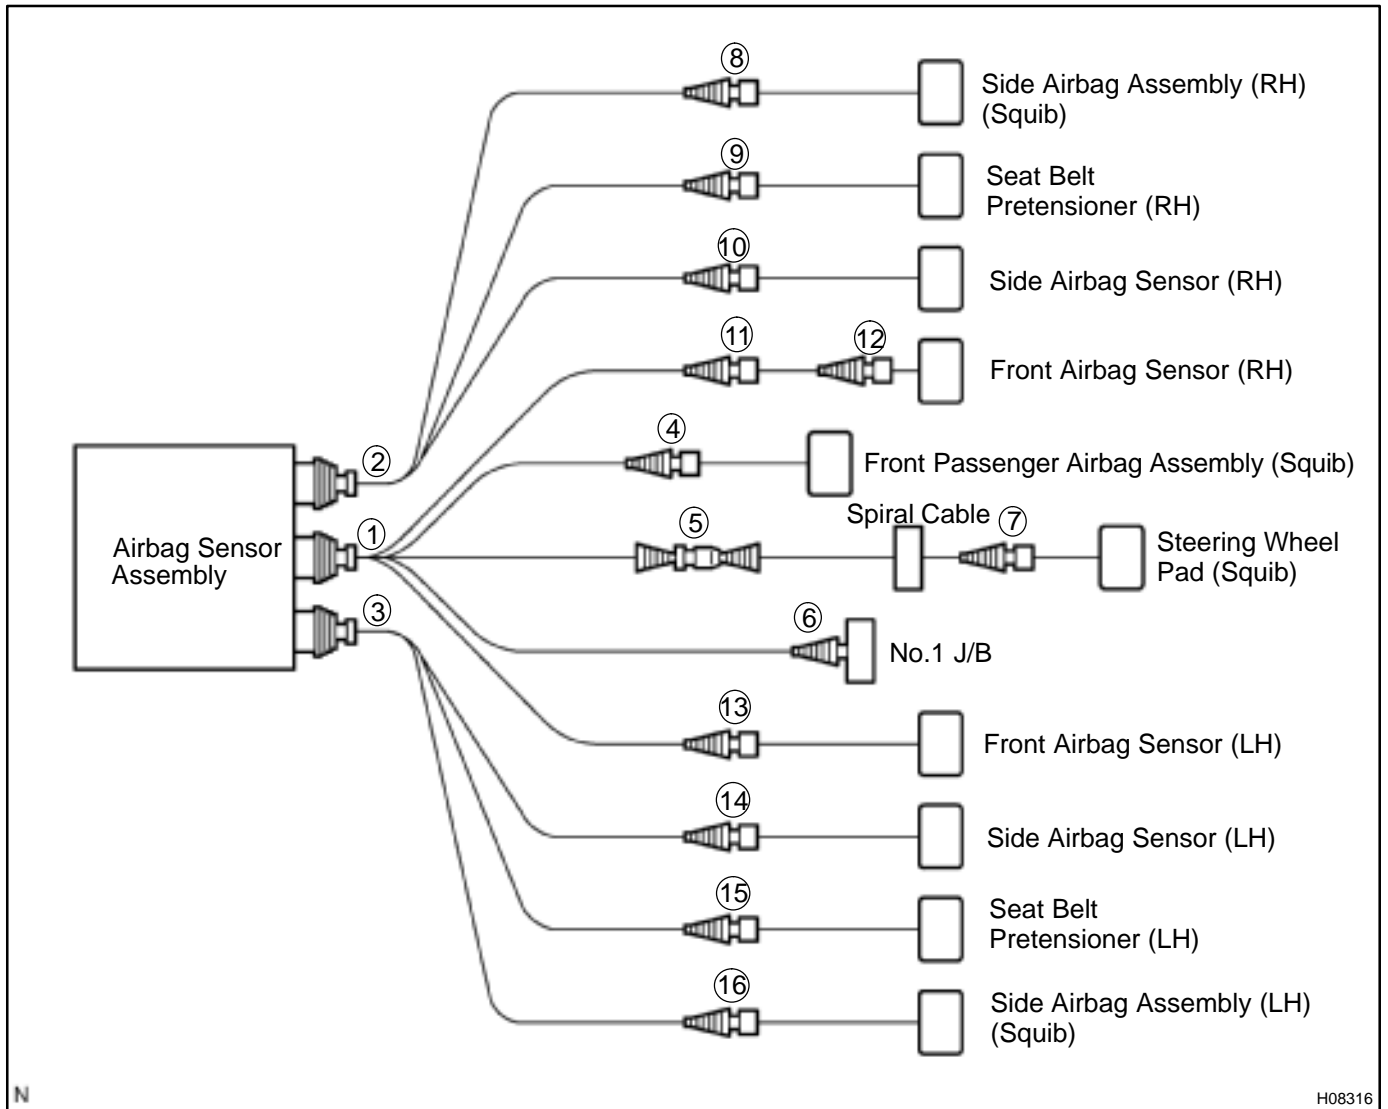 8
Side Airbag Assembly (RH)
(Squib)
9
Seat Belt
Pretensioner (RH)
10
Side Airbag Sensor (RH)
11
12
Front Airbag Sensor (RH)
2
4
Front Passenger Airbag Assembly (Squib)
1
Airbag Sensor
Assembly
5
Spiral Cable
7
Steering Wheel
Pad (Squib)
3
6
No.1 J/B
13
Front Airbag Sensor (LH)
14
Side Airbag Sensor (LH)
15
Seat Belt
Pretensioner (LH)
16
Side Airbag Assembly (LH)
(Squib)
N
H08316